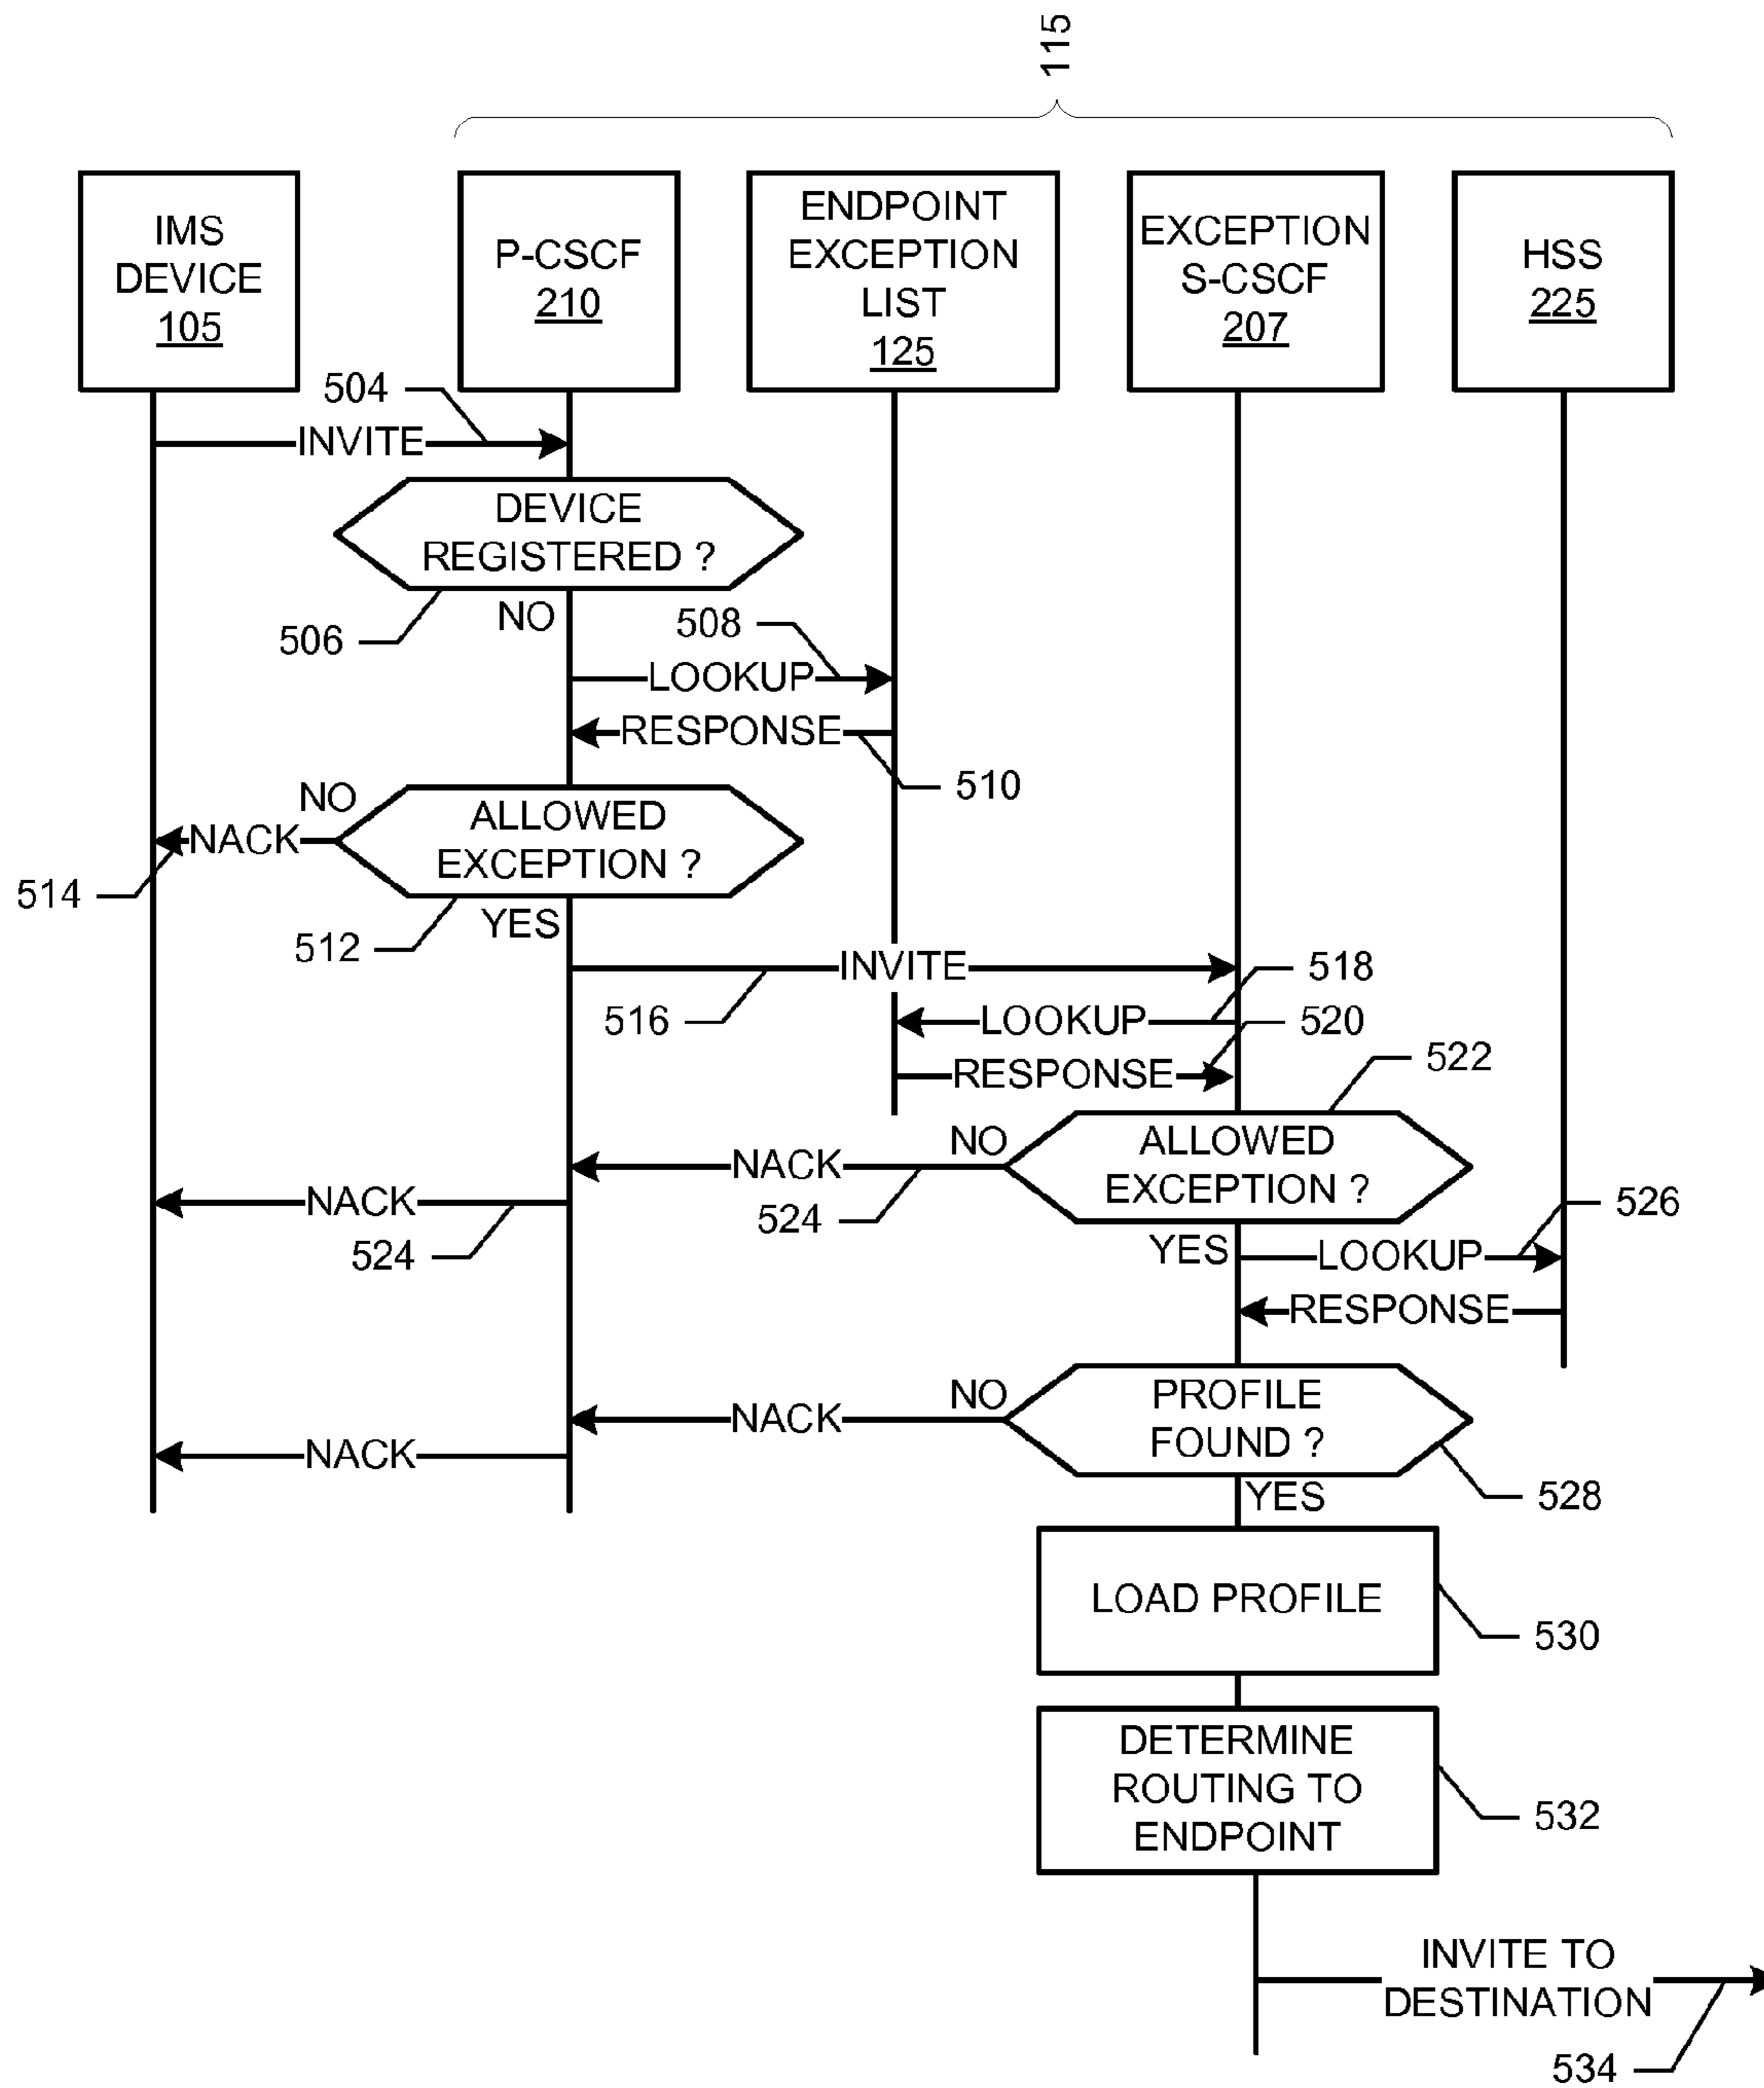 115
IMS
DEVICE
105
P-CSCF
210
ENDPOINT
EXCEPTION
LIST
125
EXCEPTION
S-CSCF
207
HSS
225
504
INVITE
DEVICE
REGISTERED ?
506
NO
508
LOOKUP
RESPONSE
510
NO
NACK
514
ALLOWED
EXCEPTION ?
512
YES
INVITE
516
518
LOOKUP
520
RESPONSE
522
ALLOWED
EXCEPTION ?
NO
NACK
524
NACK
524
YES
526
LOOKUP
RESPONSE
PROFILE
FOUND ?
NO
NACK
NACK
528
YES
LOAD PROFILE
530
DETERMINE
ROUTING TO
ENDPOINT
532
INVITE TO
DESTINATION
534